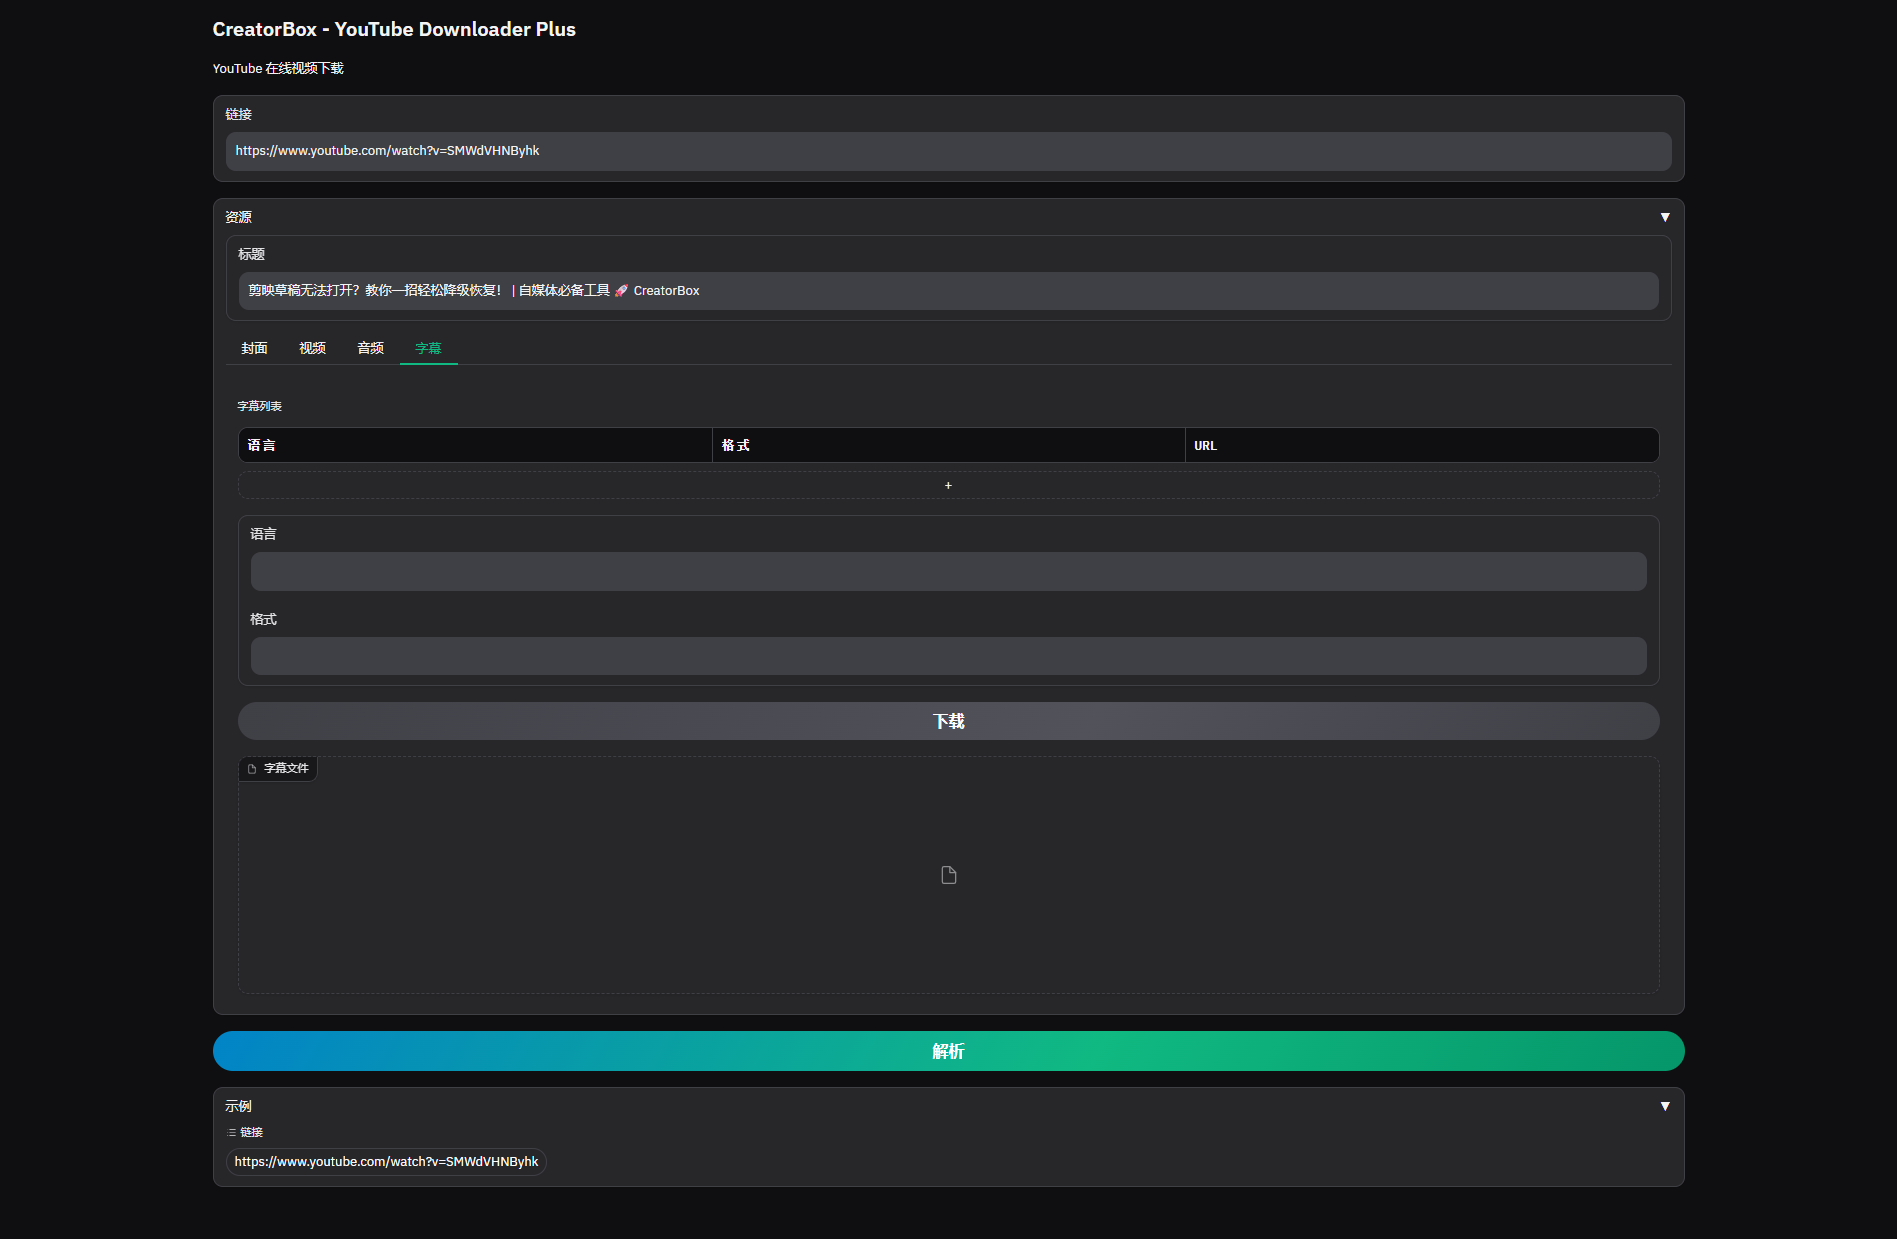 CreatorBox - YouTube Downloader Plus
YouTube 在线视频下载
链接
https://www.youtube.com/watch?v=SMWdVHNByhk
资源 ▼
标题
剪映草稿无法打开？教你一招轻松降级恢复！ | 自媒体必备工具 🚀 CreatorBox
封面 视频 音频 字幕
字幕列表
语言 格式 URL
+
语言
格式
下载
字幕文件
解析
示例 ▼
链接
https://www.youtube.com/watch?v=SMWdVHNByhk